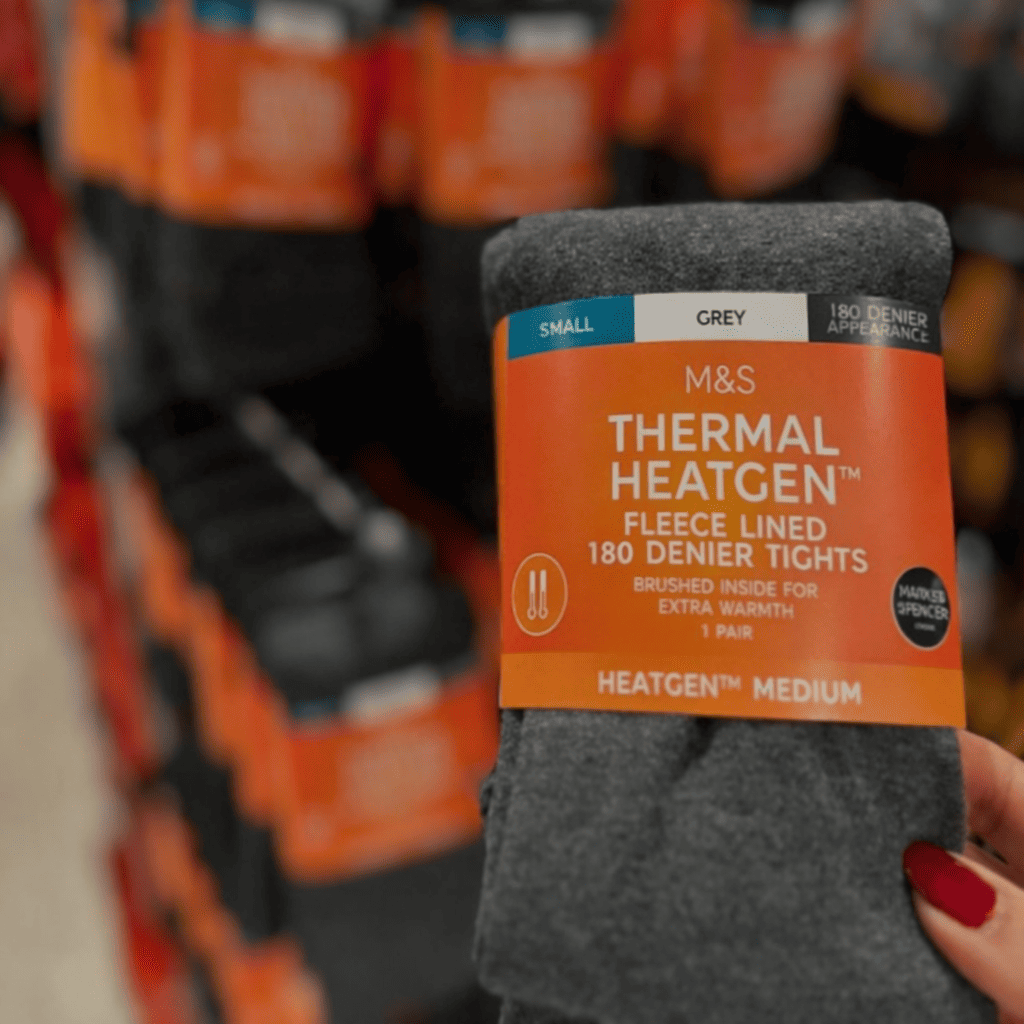 SMALL
GREY
180 DENIER
APPEARANCE
M&S
THERMAL
HEATGEN™
FLEECE LINED
180 DENIER TIGHTS
BRUSHED INSIDE FOR
EXTRA WARMTH
1 PAIR
MARKS&
SPENCER
HEATGEN™ MEDIUM